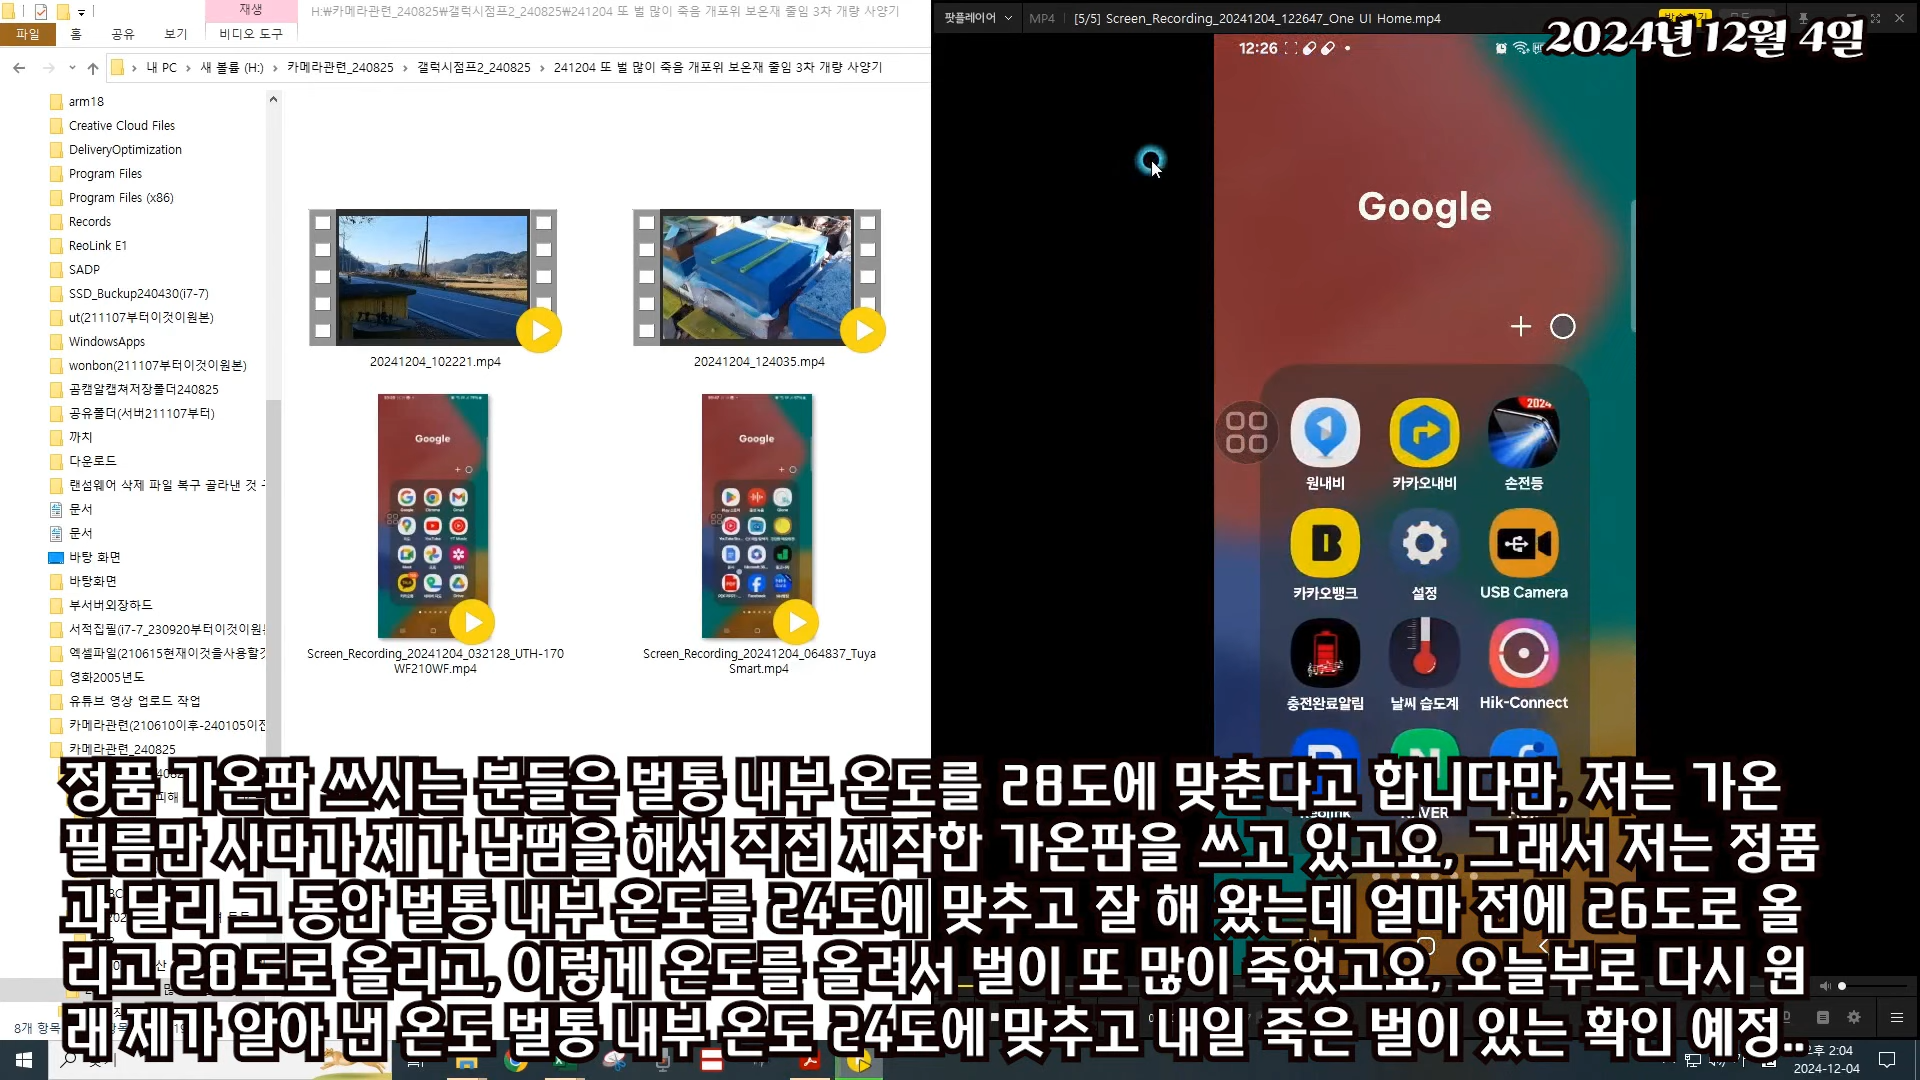 재생
H:₩카메라관련_240825₩갤럭시점프2_240825₩241204 또 벌 많이 죽음 개포위 보온재 줄임 3차 개량 사양기
파일 홈 공유 보기 비디오 도구
내 PC > 새 볼륨 (H:) > 카메라관련_240825 > 갤럭시점프2_240825 > 241204 또 벌 많이 죽음 개포위 보온재 줄임 3차 개량 사양기
arm18
Creative Cloud Files
DeliveryOptimization
Program Files
Program Files (x86)
Records
ReoLink E1
SADP
SSD_Buckup240430(i7-7)
ut(211107부터이것이원본)
WindowsApps
wonbon(211107부터이것이원본)
곰캠알캡쳐저장폴더240825
공유폴더(서버211107부터)
까치
다운로드
랜섬웨어 삭제 파일 복구 골라낸 것
문서
문서
바탕 화면
바탕화면
부서버외장하드
서적집필(i7-7_230920부터이것이원
엑셀파일(210615현재이것을사용할것
영화2005년도
유튜브 영상 업로드 작업
카메라관련(210610이후-240105이전
카메라관련_240825
20241204_102221.mp4
20241204_124035.mp4
Google
Google
Screen_Recording_20241204_032128_UTH-170WF210WF.mp4
Screen_Recording_20241204_064837_Tuya Smart.mp4
8개 항목
팟플레이어 MP4 [5/5] Screen_Recording_20241204_122647_One UI Home.mp4
2024년 12월 4일
12:26
Google
2024
원내비 카카오내비 손전등
카카오뱅크 설정 USB Camera
충전완료알림 날씨 습도계 Hik-Connect
Reolink NAVER
정품 가온판 쓰시는 분들은 벌통 내부 온도를 28도에 맞춘다고 합니다만, 저는 가온
필름만 사다가 제가 납땜을 해서 직접 제작한 가온판을 쓰고 있고요, 그래서 저는 정품
과 달리 그 동안 벌통 내부 온도를 24도에 맞추고 잘 해 왔는데 얼마 전에 26도로 올
리고 28도로 올리고, 이렇게 온도를 올려서 벌이 또 많이 죽었고요, 오늘부로 다시 원
래 제가 알아 낸 온도 벌통 내부 온도 24도에 맞추고 내일 죽은 벌이 있는 확인 예정..
오후 2:04
2024-12-04